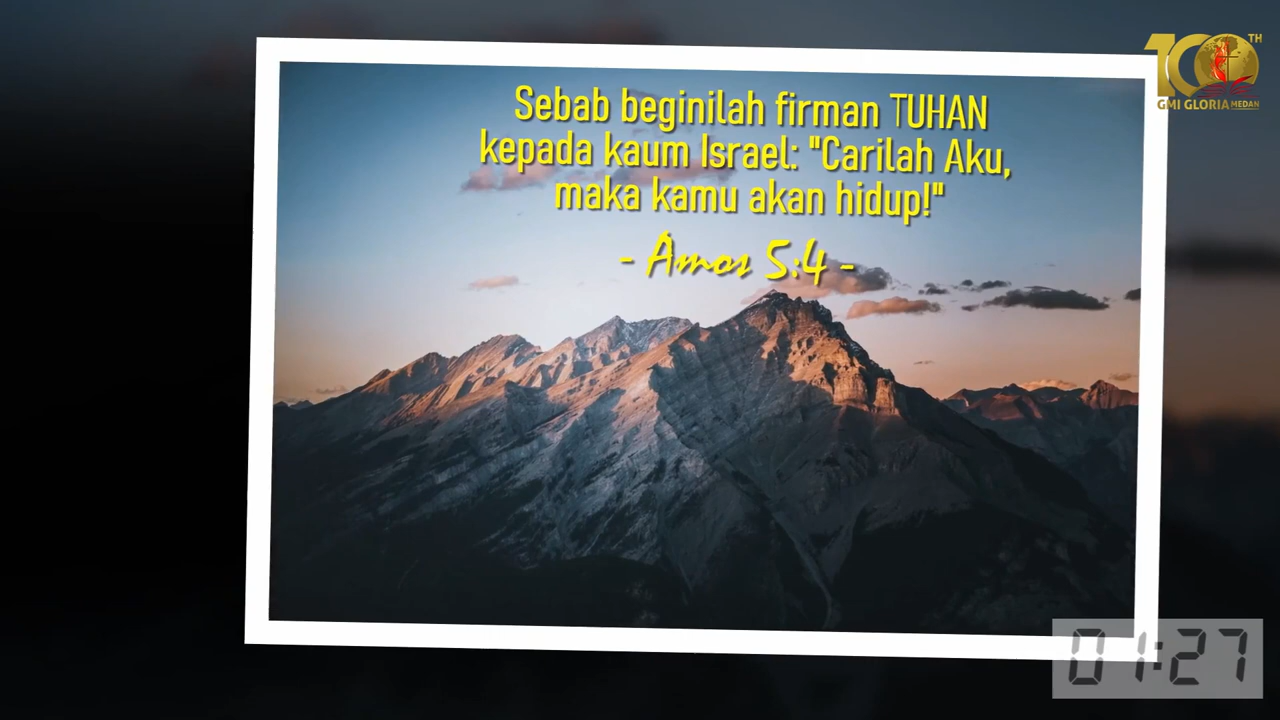 Sebab beginilah firman TUHAN
kepada kaum Israel: "Carilah Aku,
maka kamu akan hidup!"
- Amos 5:4 -
100TH
GMI GLORIA MEDAN
01:27